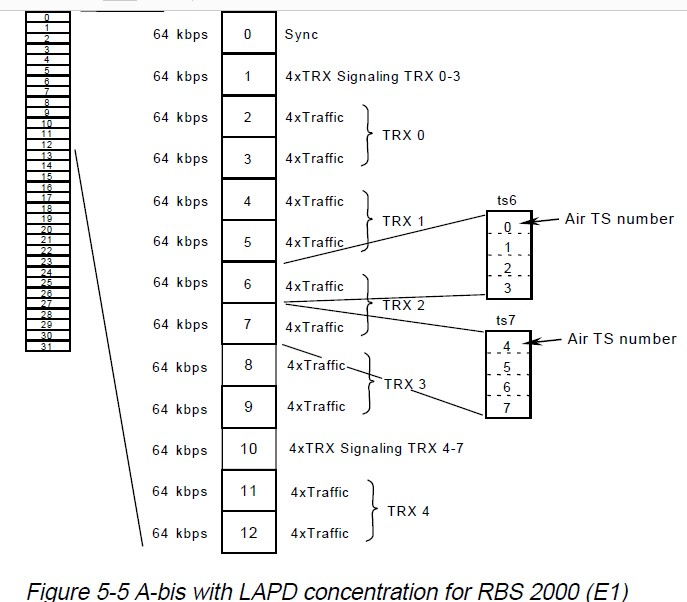 0
1
2
3
4
5
6
7
8
9
10
11
12
13
14
15
16
17
18
19
20
21
22
23
24
25
26
27
28
29
30
31
64 kbps 0 Sync
64 kbps 1 4xTRX Signaling TRX 0-3
64 kbps 2 4xTraffic
TRX 0
64 kbps 3 4xTraffic
64 kbps 4 4xTraffic
TRX 1
64 kbps 5 4xTraffic
64 kbps 6 4xTraffic
TRX 2
64 kbps 7 4xTraffic
64 kbps 8 4xTraffic
TRX 3
64 kbps 9 4xTraffic
64 kbps 10 4xTRX Signaling TRX 4-7
64 kbps 11 4xTraffic
TRX 4
64 kbps 12 4xTraffic
ts6
0 Air TS number
1
2
3
ts7
4 Air TS number
5
6
7
Figure 5-5 A-bis with LAPD concentration for RBS 2000 (E1)